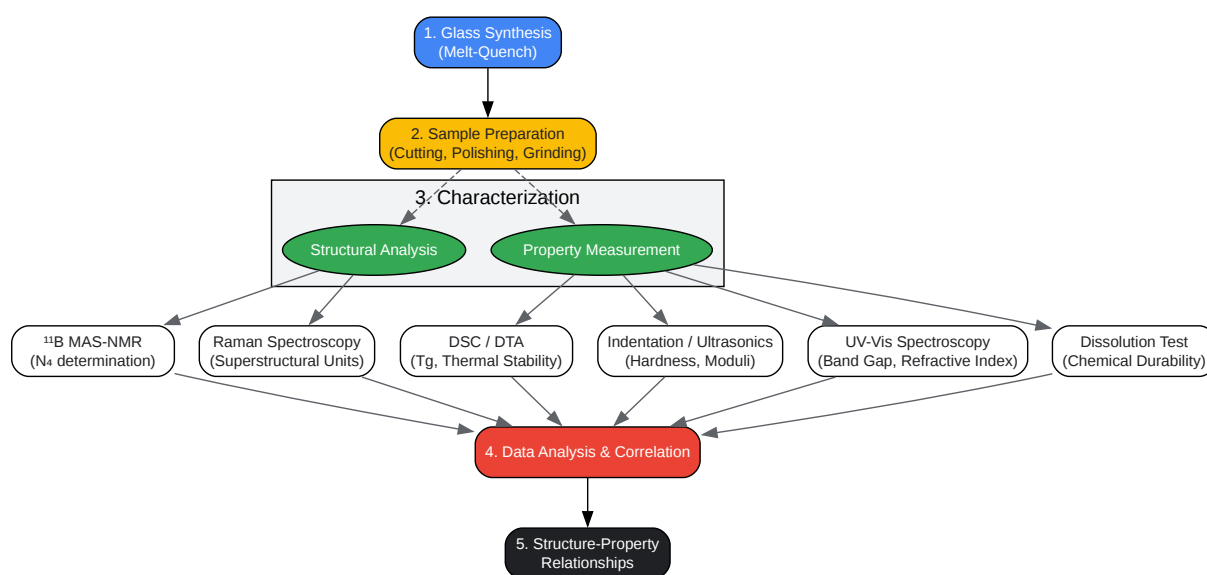 1. Glass Synthesis
(Melt-Quench)
2. Sample Preparation
(Cutting, Polishing, Grinding)
3. Characterization
Structural Analysis
Property Measurement
¹¹B MAS-NMR
(N₄ determination)
Raman Spectroscopy
(Superstructural Units)
DSC / DTA
(Tg, Thermal Stability)
Indentation / Ultrasonics
(Hardness, Moduli)
UV-Vis Spectroscopy
(Band Gap, Refractive Index)
Dissolution Test
(Chemical Durability)
4. Data Analysis & Correlation
5. Structure-Property
Relationships